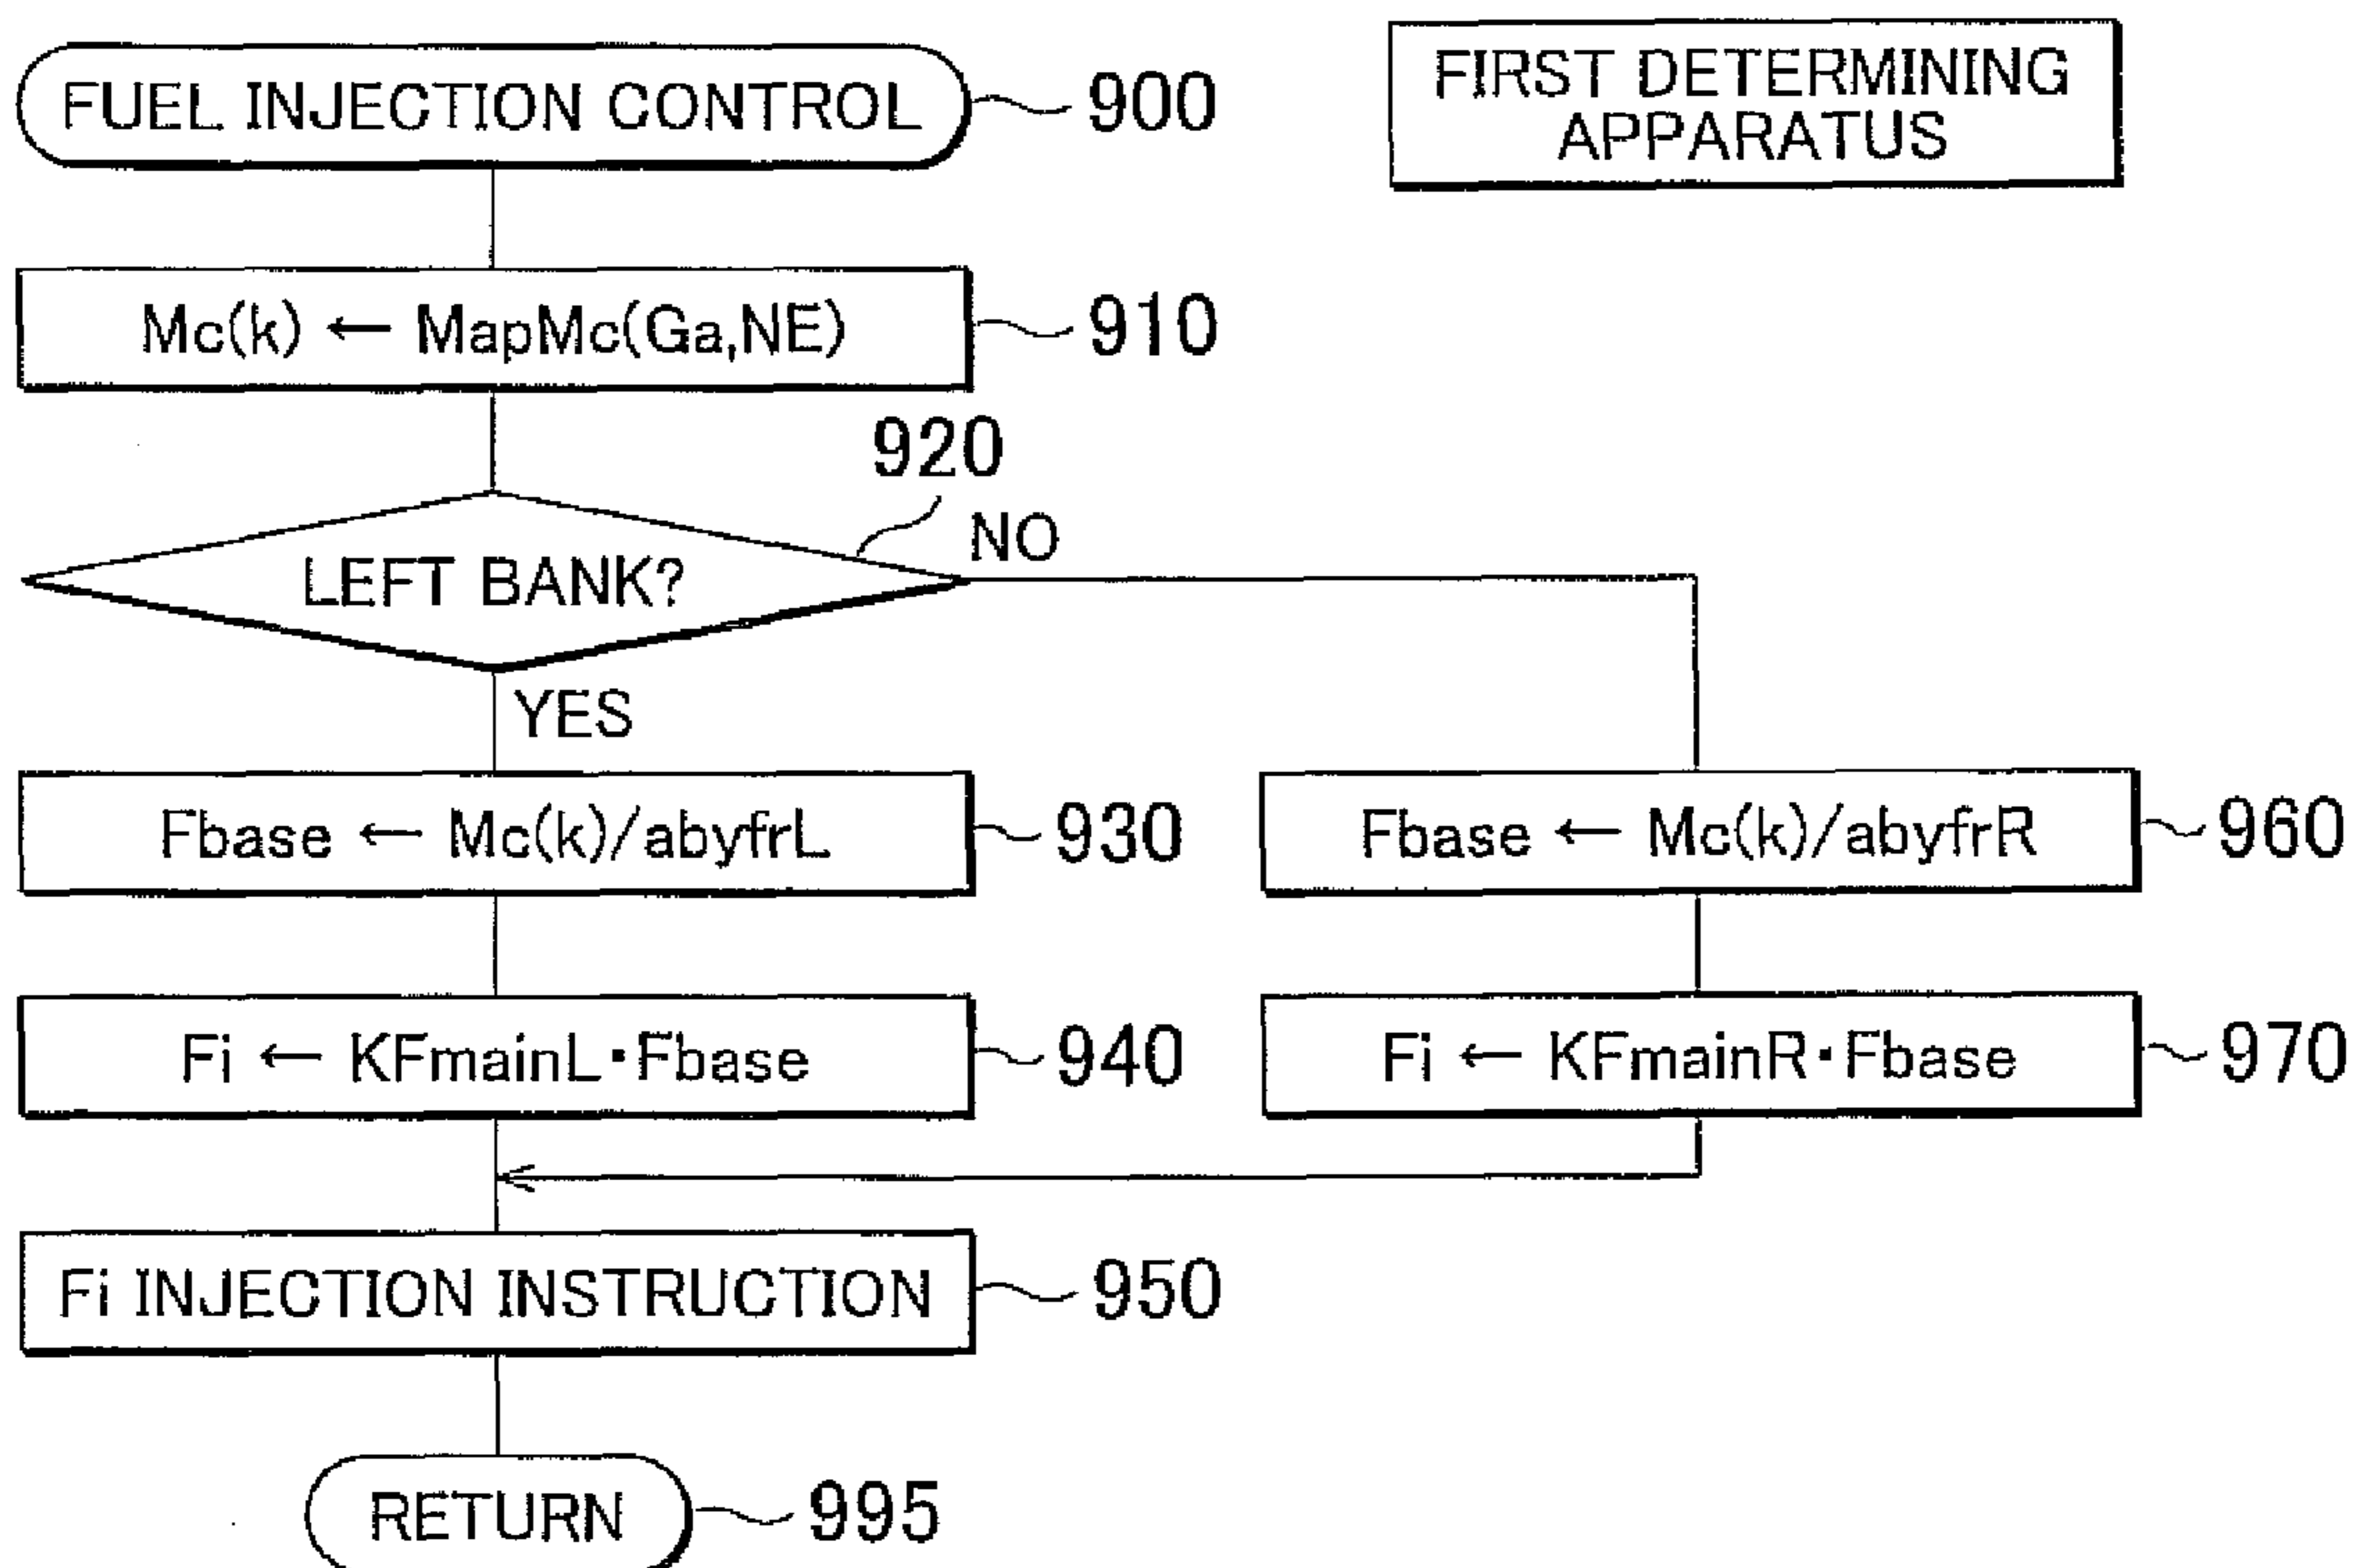 FUEL INJECTION CONTROL
900
FIRST DETERMINING
APPARATUS
Mc(k) ← MapMc(Ga,NE)
910
920
LEFT BANK?
NO
YES
Fbase ← Mc(k)/abyfrL
930
Fbase ← Mc(k)/abyfrR
960
Fi ← KFmainL·Fbase
940
Fi ← KFmainR·Fbase
970
Fi INJECTION INSTRUCTION
950
RETURN
995